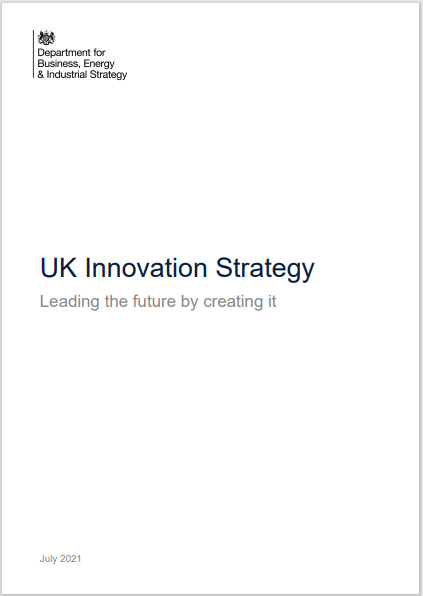 Department for
Business, Energy
& Industrial Strategy
UK Innovation Strategy
Leading the future by creating it
July 2021